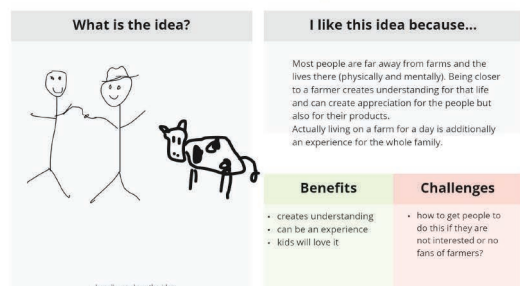 What is the idea?
I like this idea because...
Most people are far away from farms and the
lives there (physically and mentally). Being closer
to a farmer creates understanding for that life
and can create appreciation for the people but
also for their products.
Actually living on a farm for a day is additionally
an experience for the whole family.
Benefits
• creates understanding
• can be an experience
• kids will love it
Challenges
• how to get people to
do this if they are
not interested or no
fans of farmers?